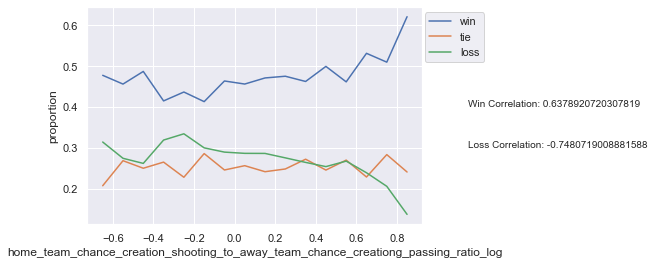 win
tie
loss
0.6
0.5
0.4
0.3
0.2
proportion
Win Correlation: 0.6378920720307819
Loss Correlation: -0.7480719008881588
−0.6 −0.4 −0.2 0.0 0.2 0.4 0.6 0.8
home_team_chance_creation_shooting_to_away_team_chance_creationg_passing_ratio_log